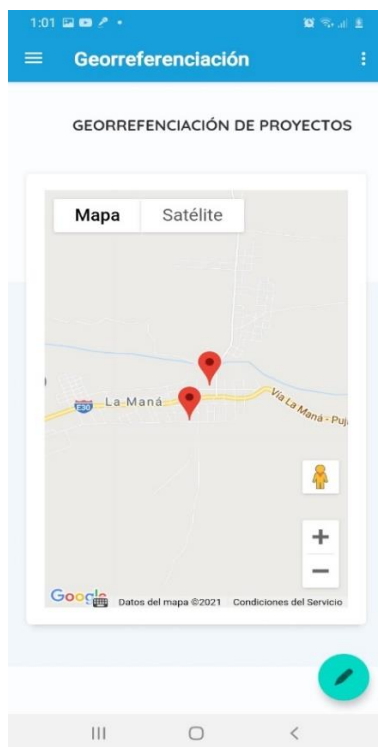 1:01
Georreferenciación
GEORREFENCIACIÓN DE PROYECTOS
Mapa Satélite
E30 La Maná
Vía La Maná - Puj
+
−
Google Datos del mapa ©2021 Condiciones del Servicio